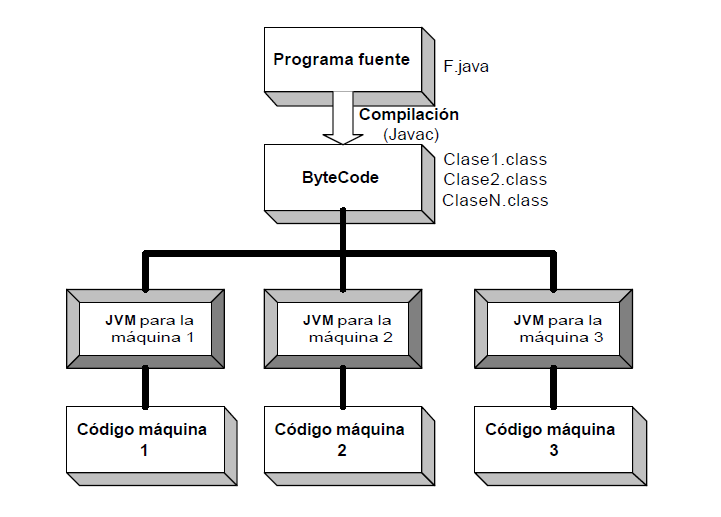 Programa fuente
F.java
Compilación
(Javac)
ByteCode
Clase1.class
Clase2.class
ClaseN.class
JVM para la
máquina 1
JVM para la
máquina 2
JVM para la
máquina 3
Código máquina
1
Código máquina
2
Código máquina
3